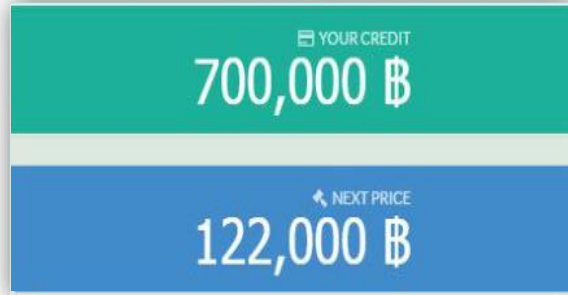 YOUR CREDIT
700,000 ฿
NEXT PRICE
122,000 ฿